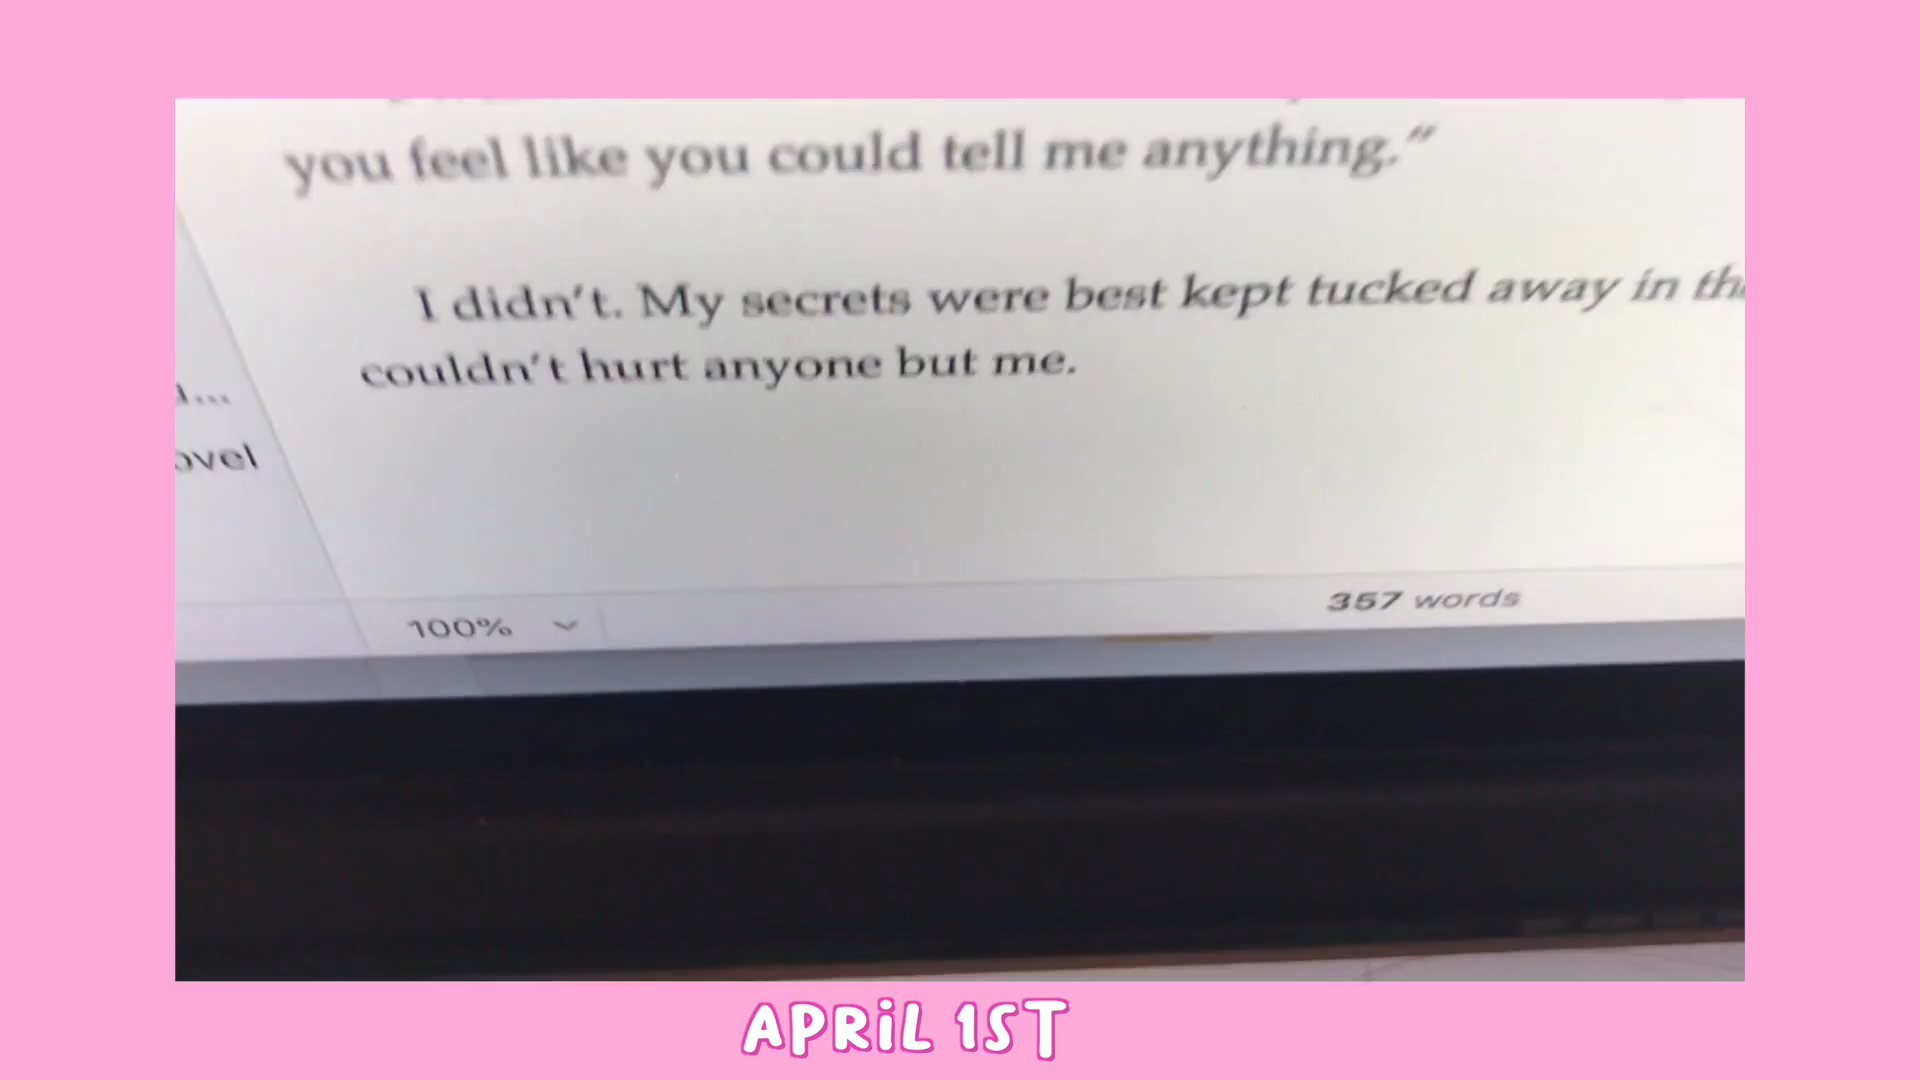 you feel like you could tell me anything.“
I didn't. My secrets were best kept tucked away in
couldn't hurt anyone but me.
ovel
100%
357 words
APRiL 1ST